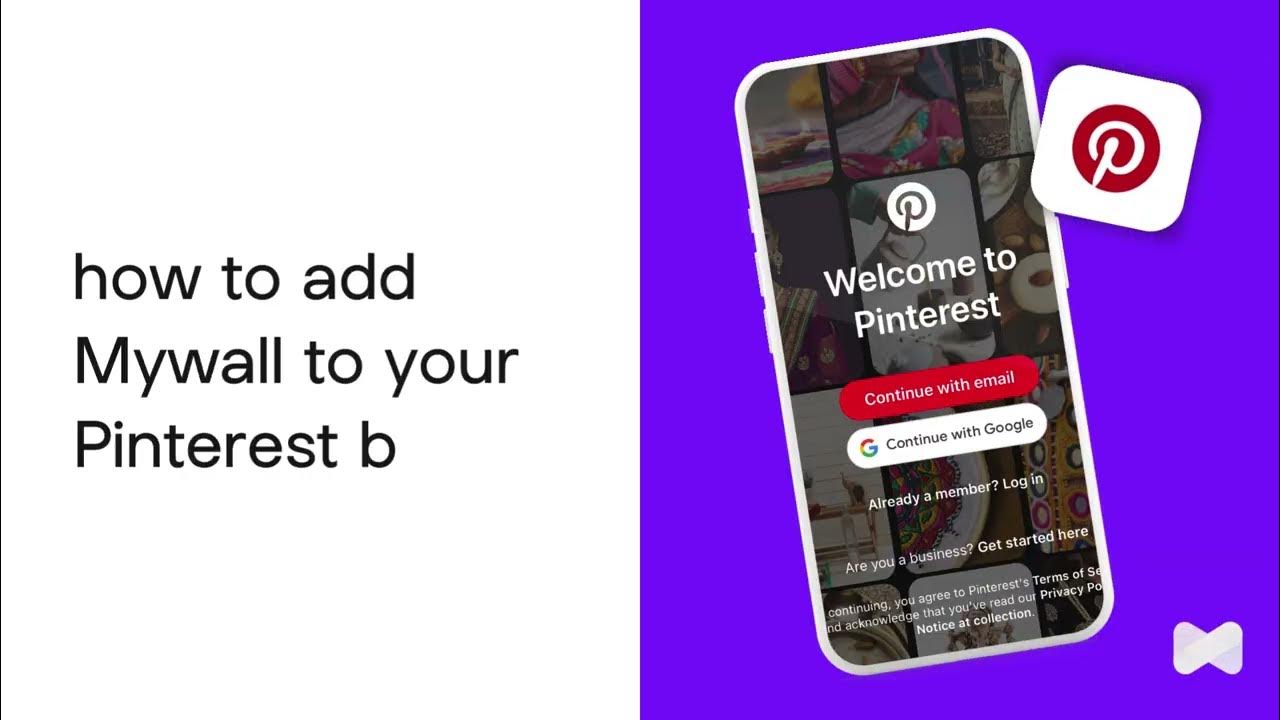 how to add
Mywall to your
Pinterest b
Welcome to
Pinterest
Continue with email
Continue with Google
Already a member? Log in
Are you a business? Get started here
continuing, you agree to Pinterest's Terms of Se
nd acknowledge that you've read our Privacy Po
Notice at collection.